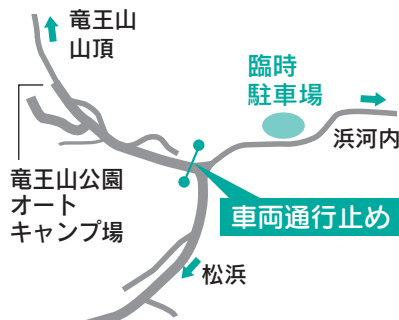 竜王山
山頂
臨時
駐車場
浜河内
竜王山公園
オート
キャンプ場
車両通行止め
松浜